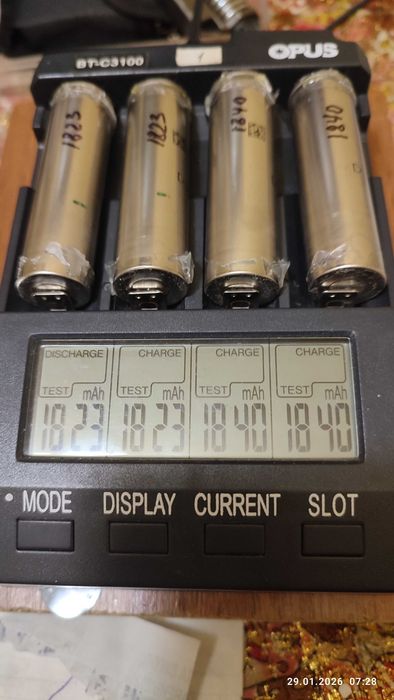 BT-C3100 1 OPUS
1823 1823 1840 1840
DISCHARGE CHARGE CHARGE CHARGE
TEST mAh TEST mAh TEST mAh TEST mAh
1823 1823 1840 1840
MODE DISPLAY CURRENT SLOT
29.01.2026 07:28